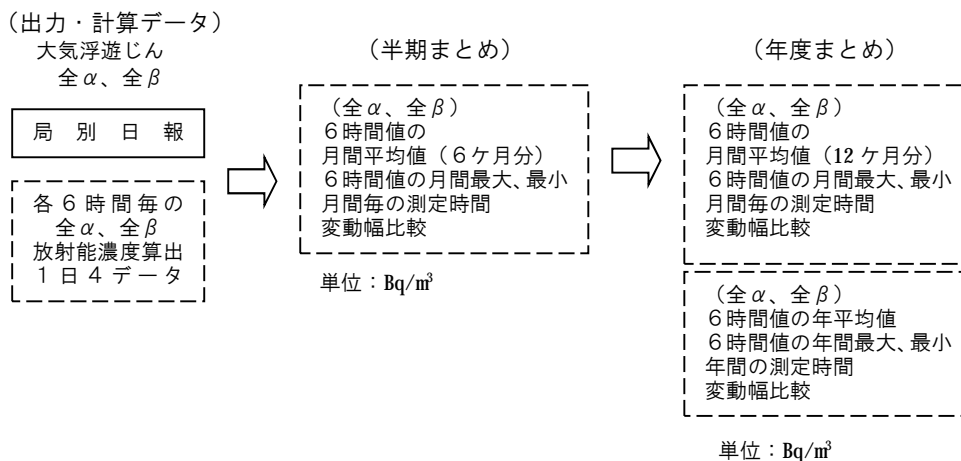 （出力・計算データ）
大気浮遊じん
全α、全β
局　別　日　報
各６時間毎の
全α、全β
放射能濃度算出
１日４データ
（半期まとめ）
（全α、全β）
６時間値の
月間平均値（６ケ月分）
６時間値の月間最大、最小
月間毎の測定時間
変動幅比較
単位：Bq/㎥
（年度まとめ）
（全α、全β）
６時間値の
月間平均値（12 ケ月分）
６時間値の月間最大、最小
月間毎の測定時間
変動幅比較
（全α、全β）
６時間値の年平均値
６時間値の年間最大、最小
年間の測定時間
変動幅比較
単位：Bq/㎥